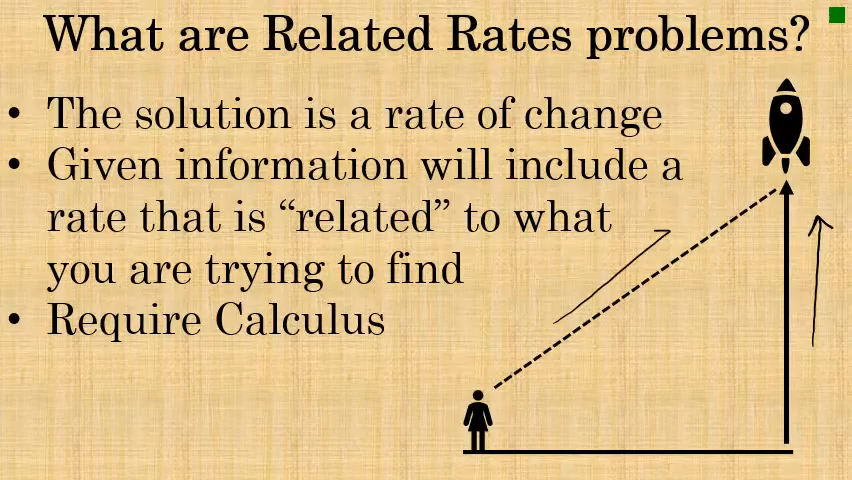 What are Related Rates problems?
• The solution is a rate of change
• Given information will include a
rate that is “related” to what
you are trying to find
• Require Calculus